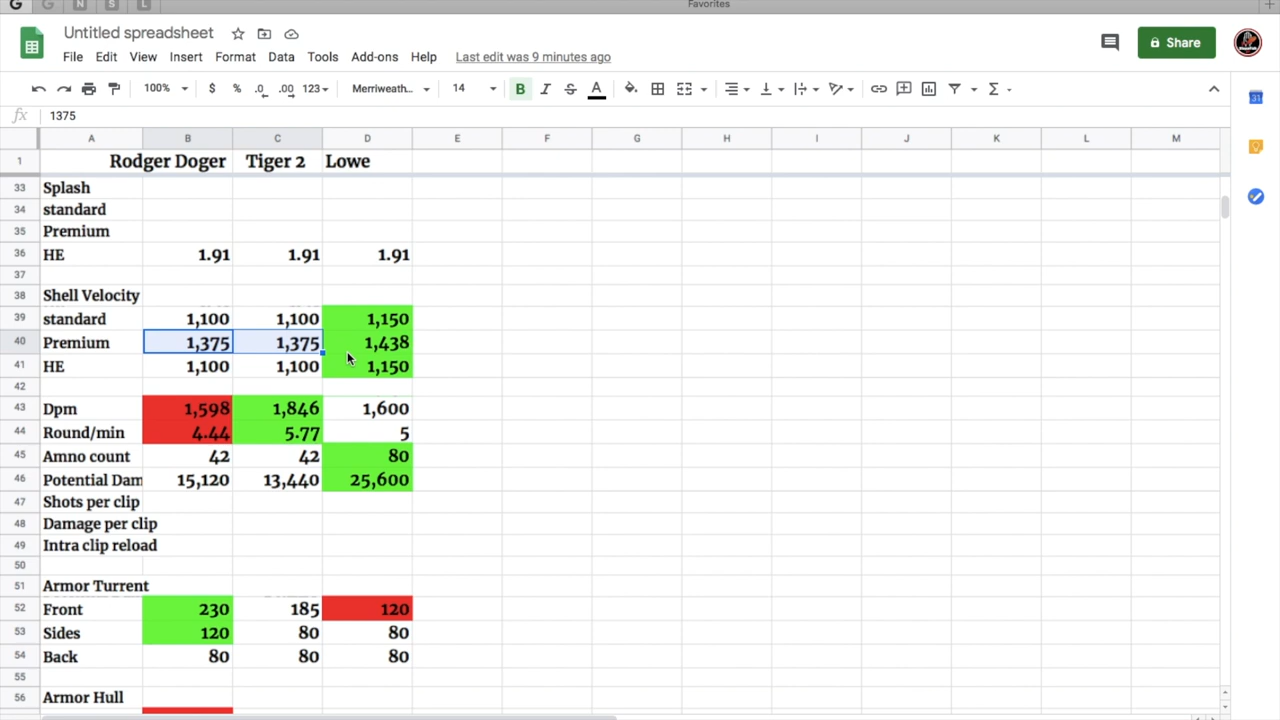 G G N S L Favorites
Untitled spreadsheet
File Edit View Insert Format Data Tools Add-ons Help Last edit was 9 minutes ago
Share
100% $ % .0 .00 123 Merriweath... 14 B I S A Σ
31
fx 1375
A B C D E F G H I J K L M
1 Rodger Doger Tiger 2 Lowe
33 Splash
34 standard
35 Premium
36 HE 1.91 1.91 1.91
37
38 Shell Velocity
39 standard 1,100 1,100 1,150
40 Premium 1,375 1,375 1,438
41 HE 1,100 1,100 1,150
42
43 Dpm 1,598 1,846 1,600
44 Round/min 4.44 5.77 5
45 Amno count 42 42 80
46 Potential Dam 15,120 13,440 25,600
47 Shots per clip
48 Damage per clip
49 Intra clip reload
50
51 Armor Turrent
52 Front 230 185 120
53 Sides 120 80 80
54 Back 80 80 80
55
56 Armor Hull